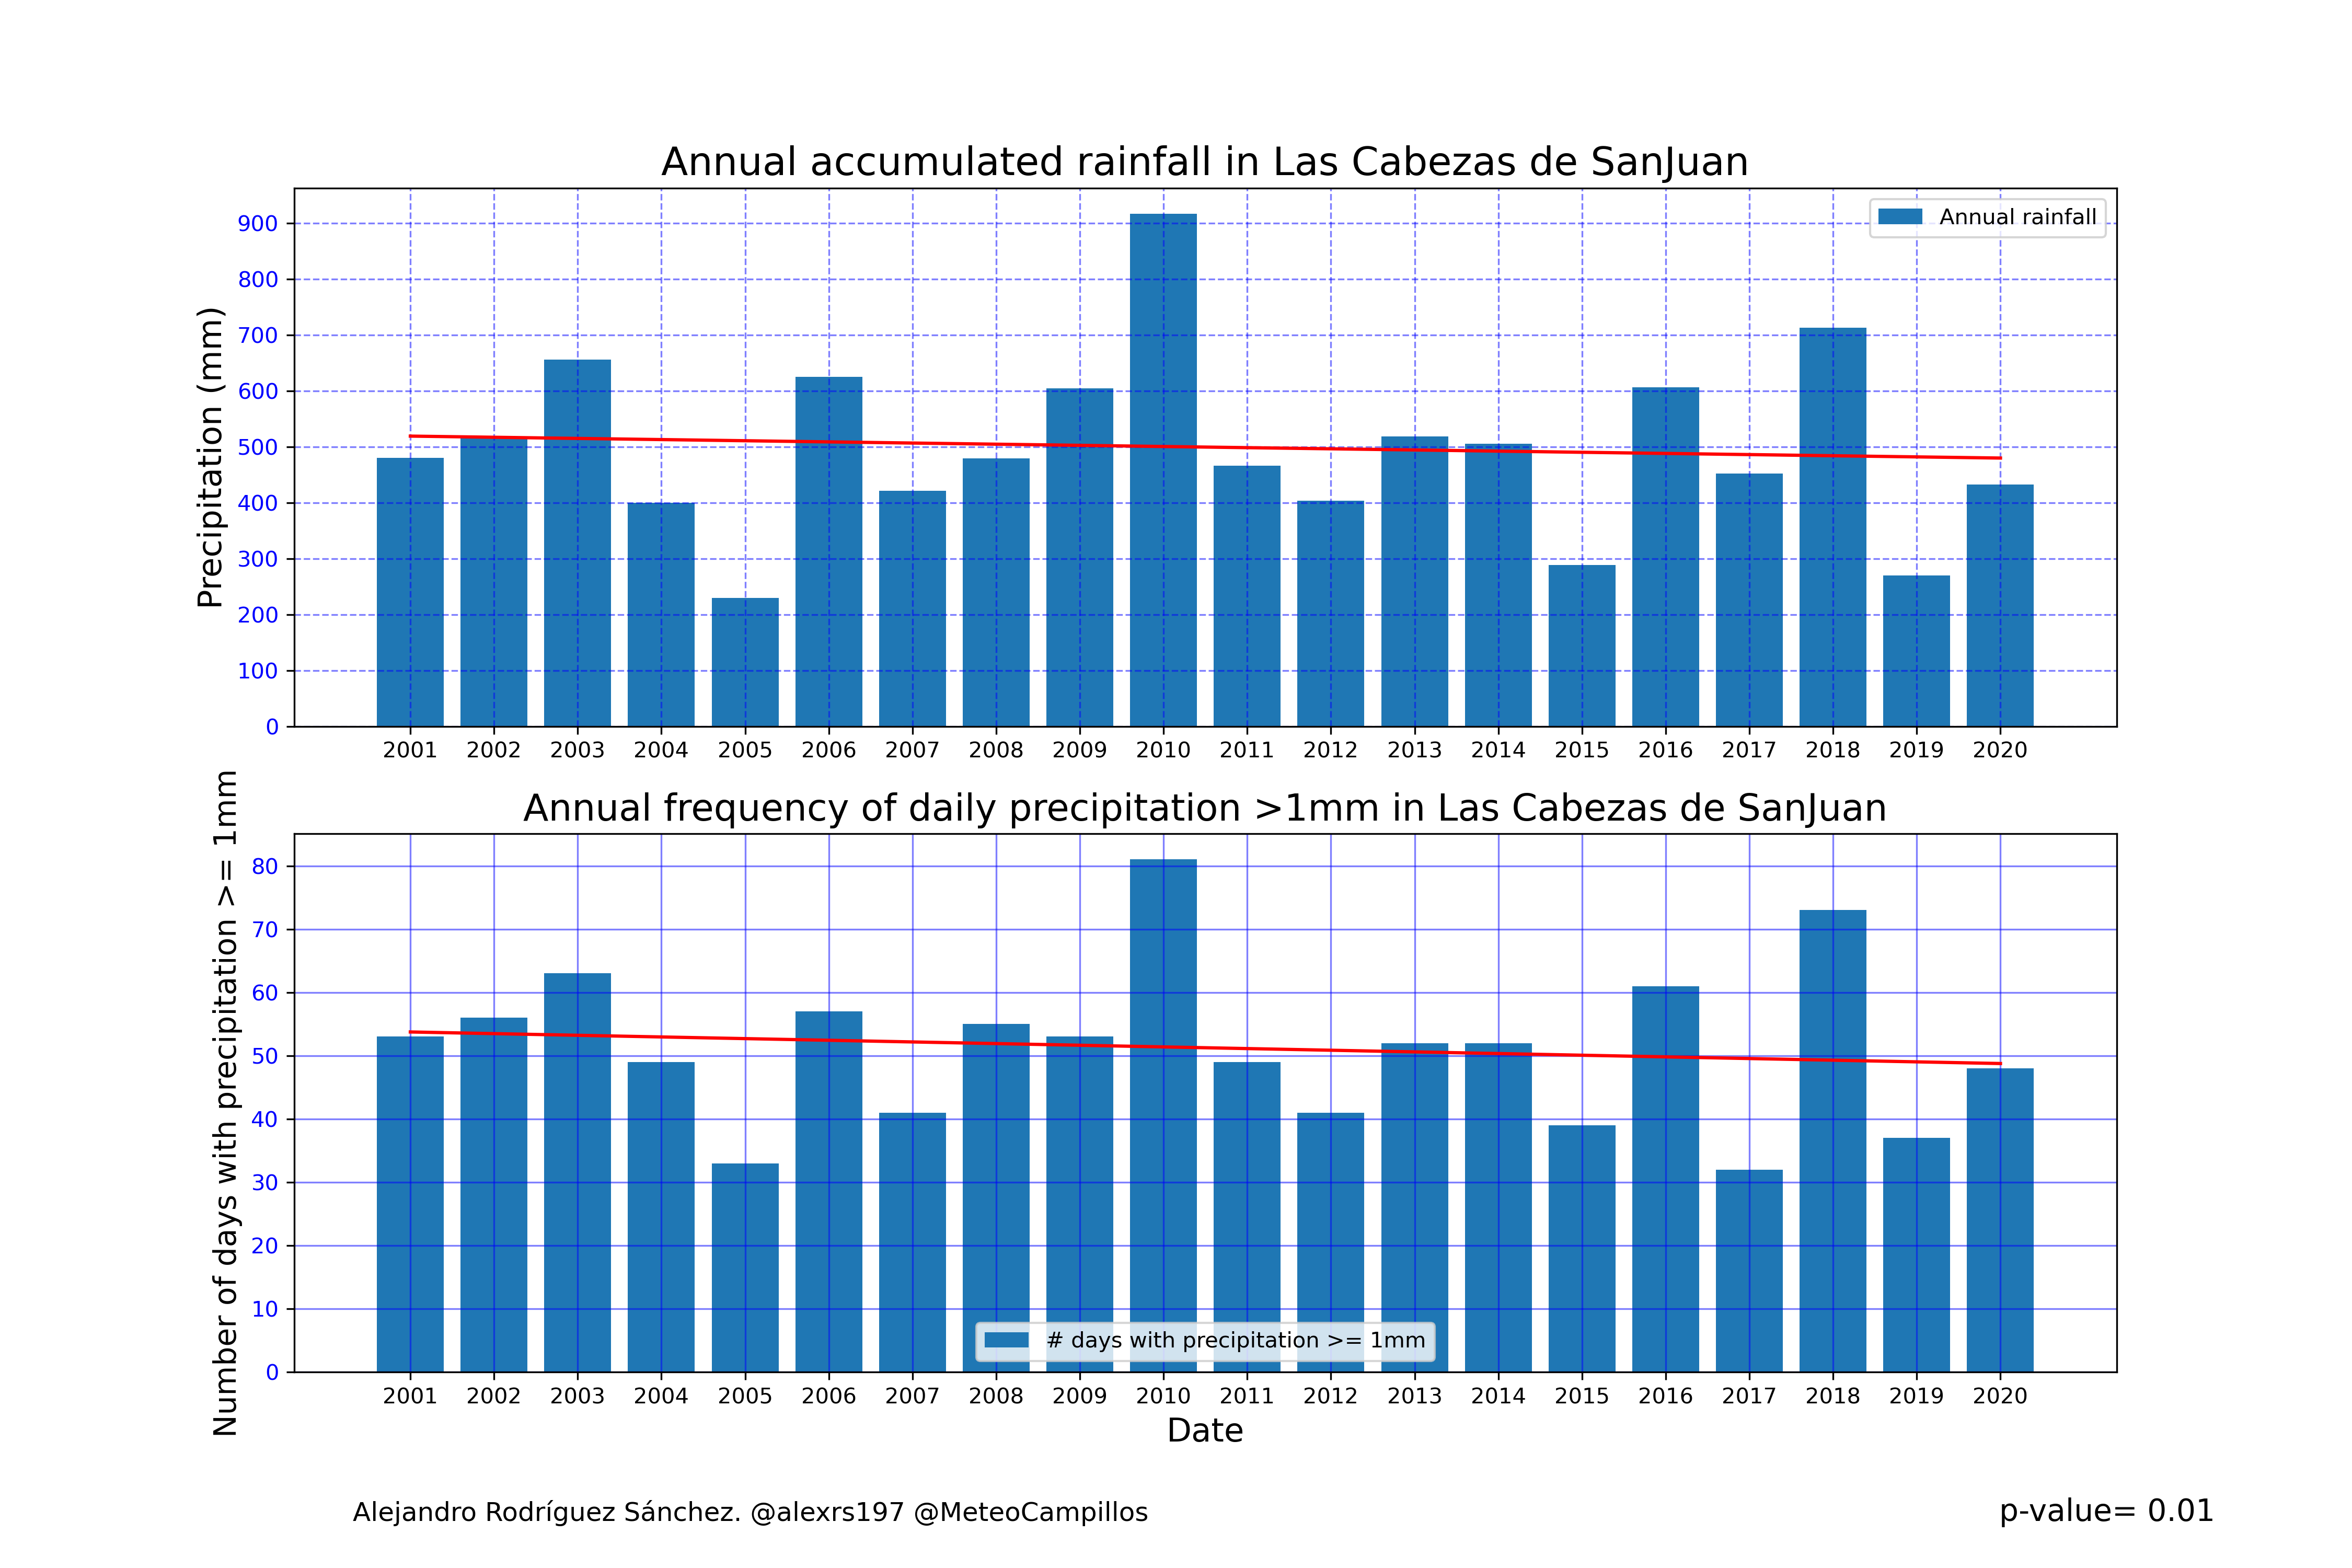 Annual accumulated rainfall in Las Cabezas de SanJuan
Precipitation (mm)
900
800
700
600
500
400
300
200
100
0
Annual rainfall
2001 2002 2003 2004 2005 2006 2007 2008 2009 2010 2011 2012 2013 2014 2015 2016 2017 2018 2019 2020
Annual frequency of daily precipitation >1mm in Las Cabezas de SanJuan
Number of days with precipitation >= 1mm
80
70
60
50
40
30
20
10
0
# days with precipitation >= 1mm
2001 2002 2003 2004 2005 2006 2007 2008 2009 2010 2011 2012 2013 2014 2015 2016 2017 2018 2019 2020
Date
Alejandro Rodríguez Sánchez. @alexrs197 @MeteoCampillos
p-value= 0.01